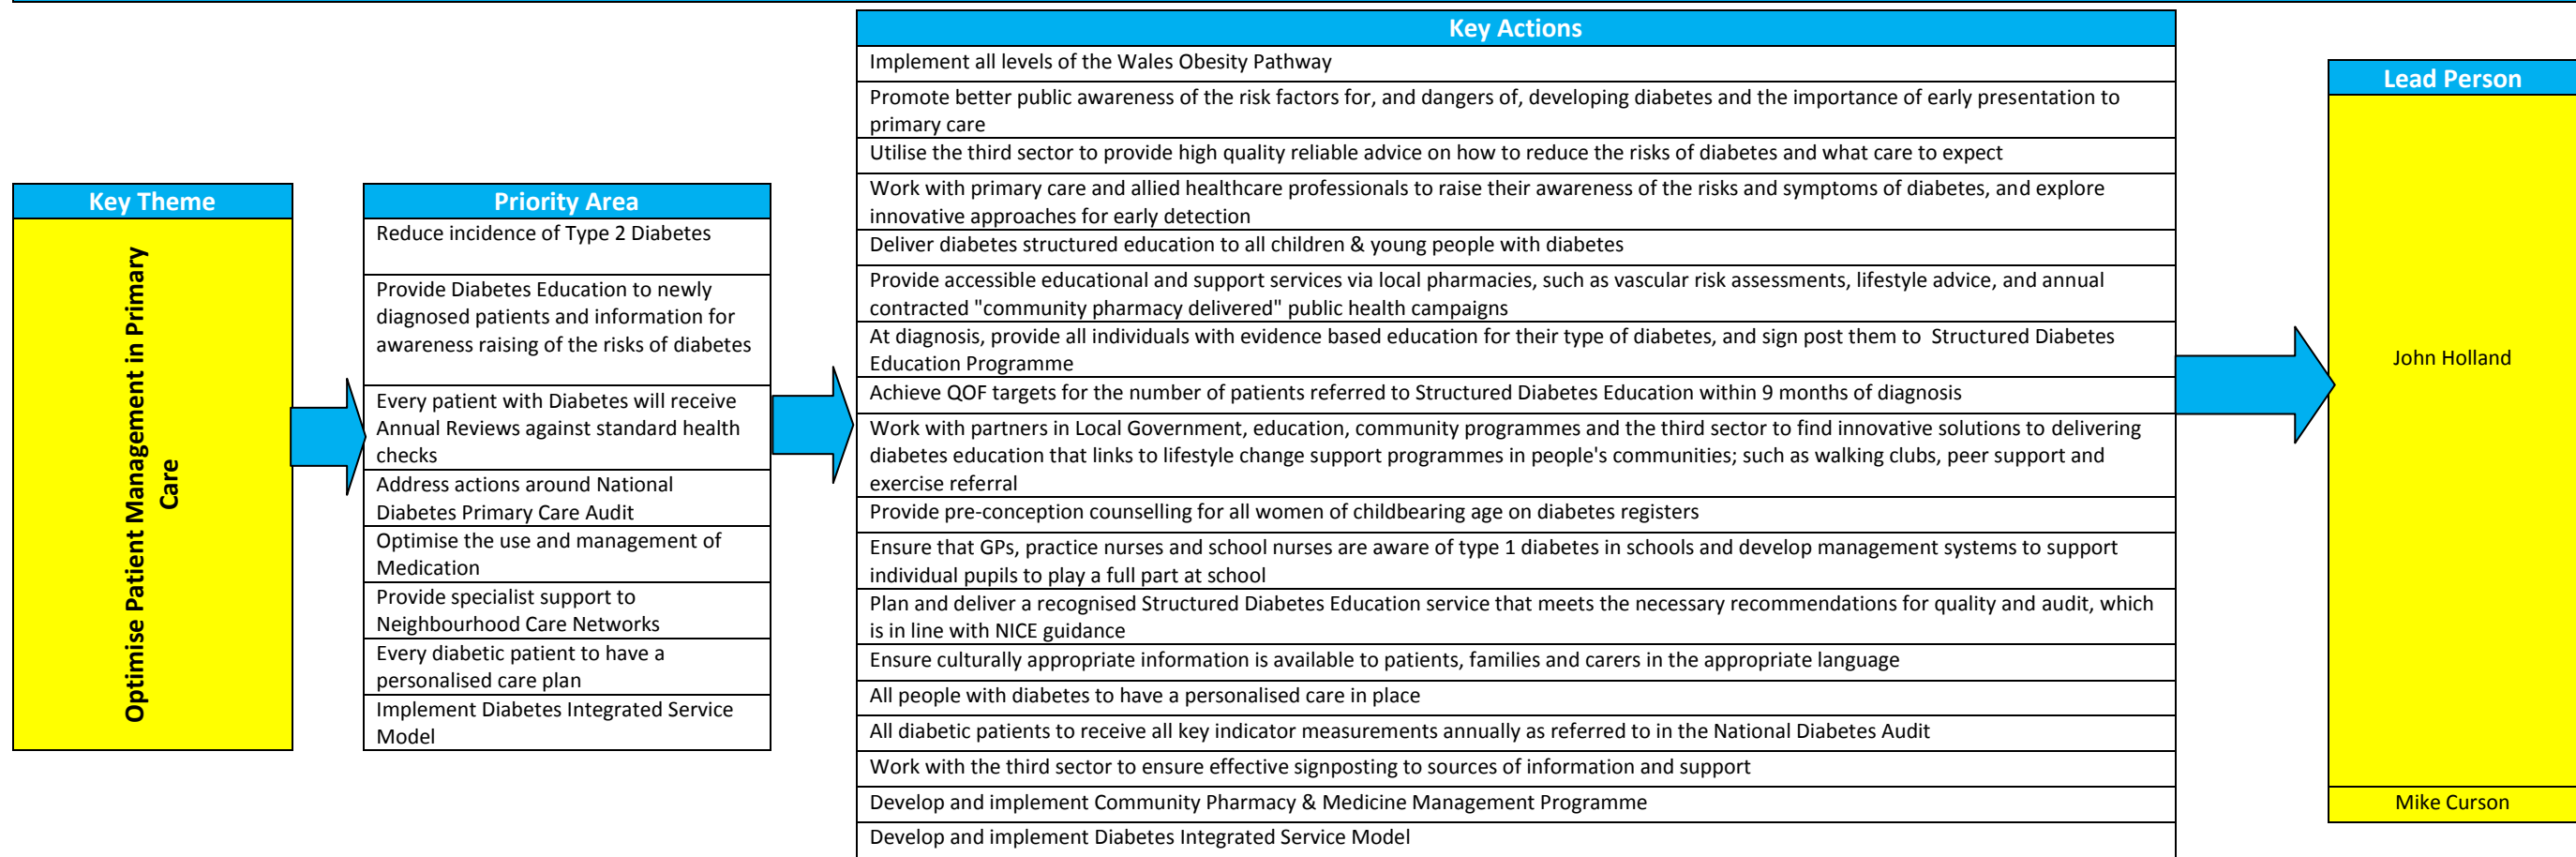 Key Theme
Optimise Patient Management in Primary
Care
Priority Area
Reduce incidence of Type 2 Diabetes
Provide Diabetes Education to newly
diagnosed patients and information for
awareness raising of the risks of diabetes
Every patient with Diabetes will receive
Annual Reviews against standard health
checks
Address actions around National
Diabetes Primary Care Audit
Optimise the use and management of
Medication
Provide specialist support to
Neighbourhood Care Networks
Every diabetic patient to have a
personalised care plan
Implement Diabetes Integrated Service
Model
Key Actions
Implement all levels of the Wales Obesity Pathway
Promote better public awareness of the risk factors for, and dangers of, developing diabetes and the importance of early presentation to
primary care
Utilise the third sector to provide high quality reliable advice on how to reduce the risks of diabetes and what care to expect
Work with primary care and allied healthcare professionals to raise their awareness of the risks and symptoms of diabetes, and explore
innovative approaches for early detection
Deliver diabetes structured education to all children & young people with diabetes
Provide accessible educational and support services via local pharmacies, such as vascular risk assessments, lifestyle advice, and annual
contracted "community pharmacy delivered" public health campaigns
At diagnosis, provide all individuals with evidence based education for their type of diabetes, and sign post them to  Structured Diabetes
Education Programme
Achieve QOF targets for the number of patients referred to Structured Diabetes Education within 9 months of diagnosis
Work with partners in Local Government, education, community programmes and the third sector to find innovative solutions to delivering
diabetes education that links to lifestyle change support programmes in people's communities; such as walking clubs, peer support and
exercise referral
Provide pre-conception counselling for all women of childbearing age on diabetes registers
Ensure that GPs, practice nurses and school nurses are aware of type 1 diabetes in schools and develop management systems to support
individual pupils to play a full part at school
Plan and deliver a recognised Structured Diabetes Education service that meets the necessary recommendations for quality and audit, which
is in line with NICE guidance
Ensure culturally appropriate information is available to patients, families and carers in the appropriate language
All people with diabetes to have a personalised care in place
All diabetic patients to receive all key indicator measurements annually as referred to in the National Diabetes Audit
Work with the third sector to ensure effective signposting to sources of information and support
Develop and implement Community Pharmacy & Medicine Management Programme
Develop and implement Diabetes Integrated Service Model
Lead Person
John Holland
Mike Curson